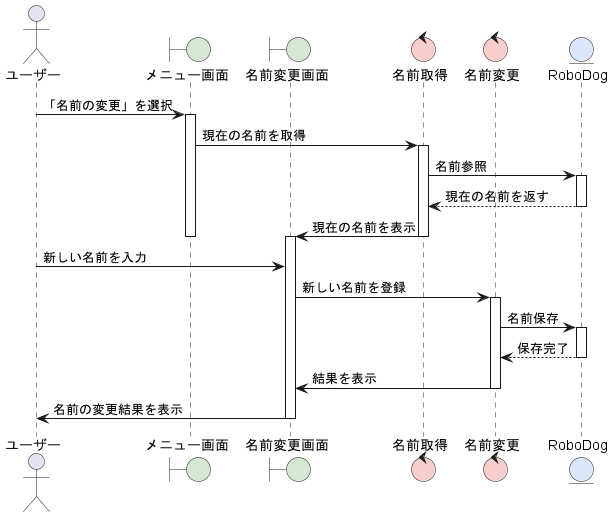 ユーザー
メニュー画面
名前変更画面
名前取得
名前変更
RoboDog
「名前の変更」を選択
現在の名前を取得
名前参照
現在の名前を返す
現在の名前を表示
新しい名前を入力
新しい名前を登録
名前保存
保存完了
結果を表示
名前の変更結果を表示
ユーザー
メニュー画面
名前変更画面
名前取得
名前変更
RoboDog